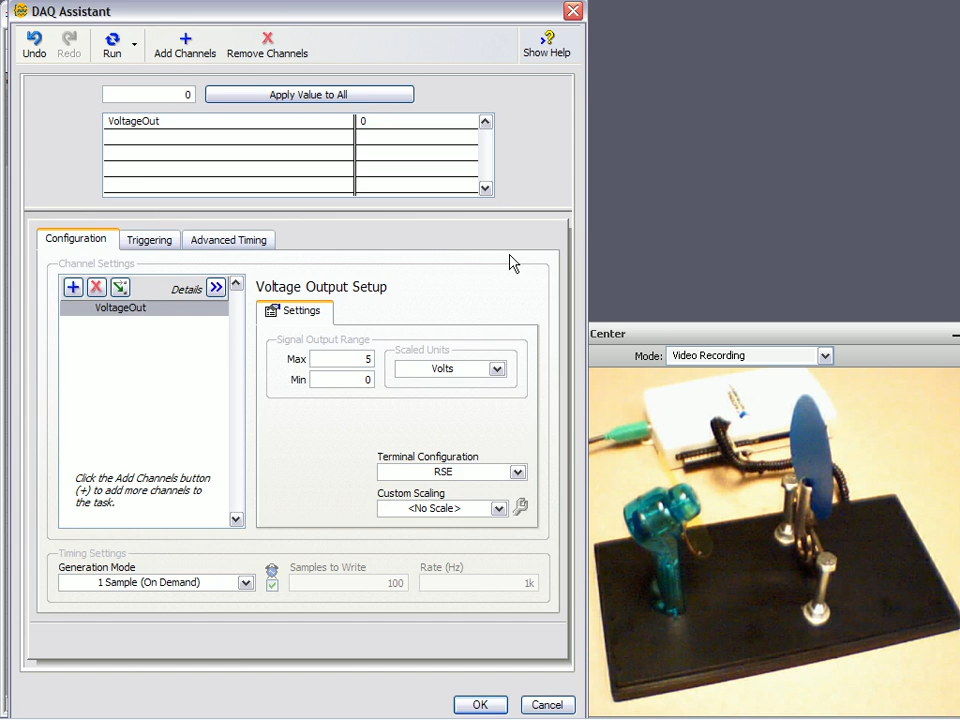 DAQ Assistant
Undo Redo Run Add Channels Remove Channels Show Help
0 Apply Value to All
VoltageOut 0
Configuration Triggering Advanced Timing
Channel Settings
Details
VoltageOut
Click the Add Channels button
(+) to add more channels to
the task.
Voltage Output Setup
Settings
Signal Output Range
Max 5
Min 0
Scaled Units
Volts
Terminal Configuration
RSE
Custom Scaling
<No Scale>
Timing Settings
Generation Mode Samples to Write Rate (Hz)
1 Sample (On Demand) 100 1k
OK Cancel
Center
Mode: Video Recording